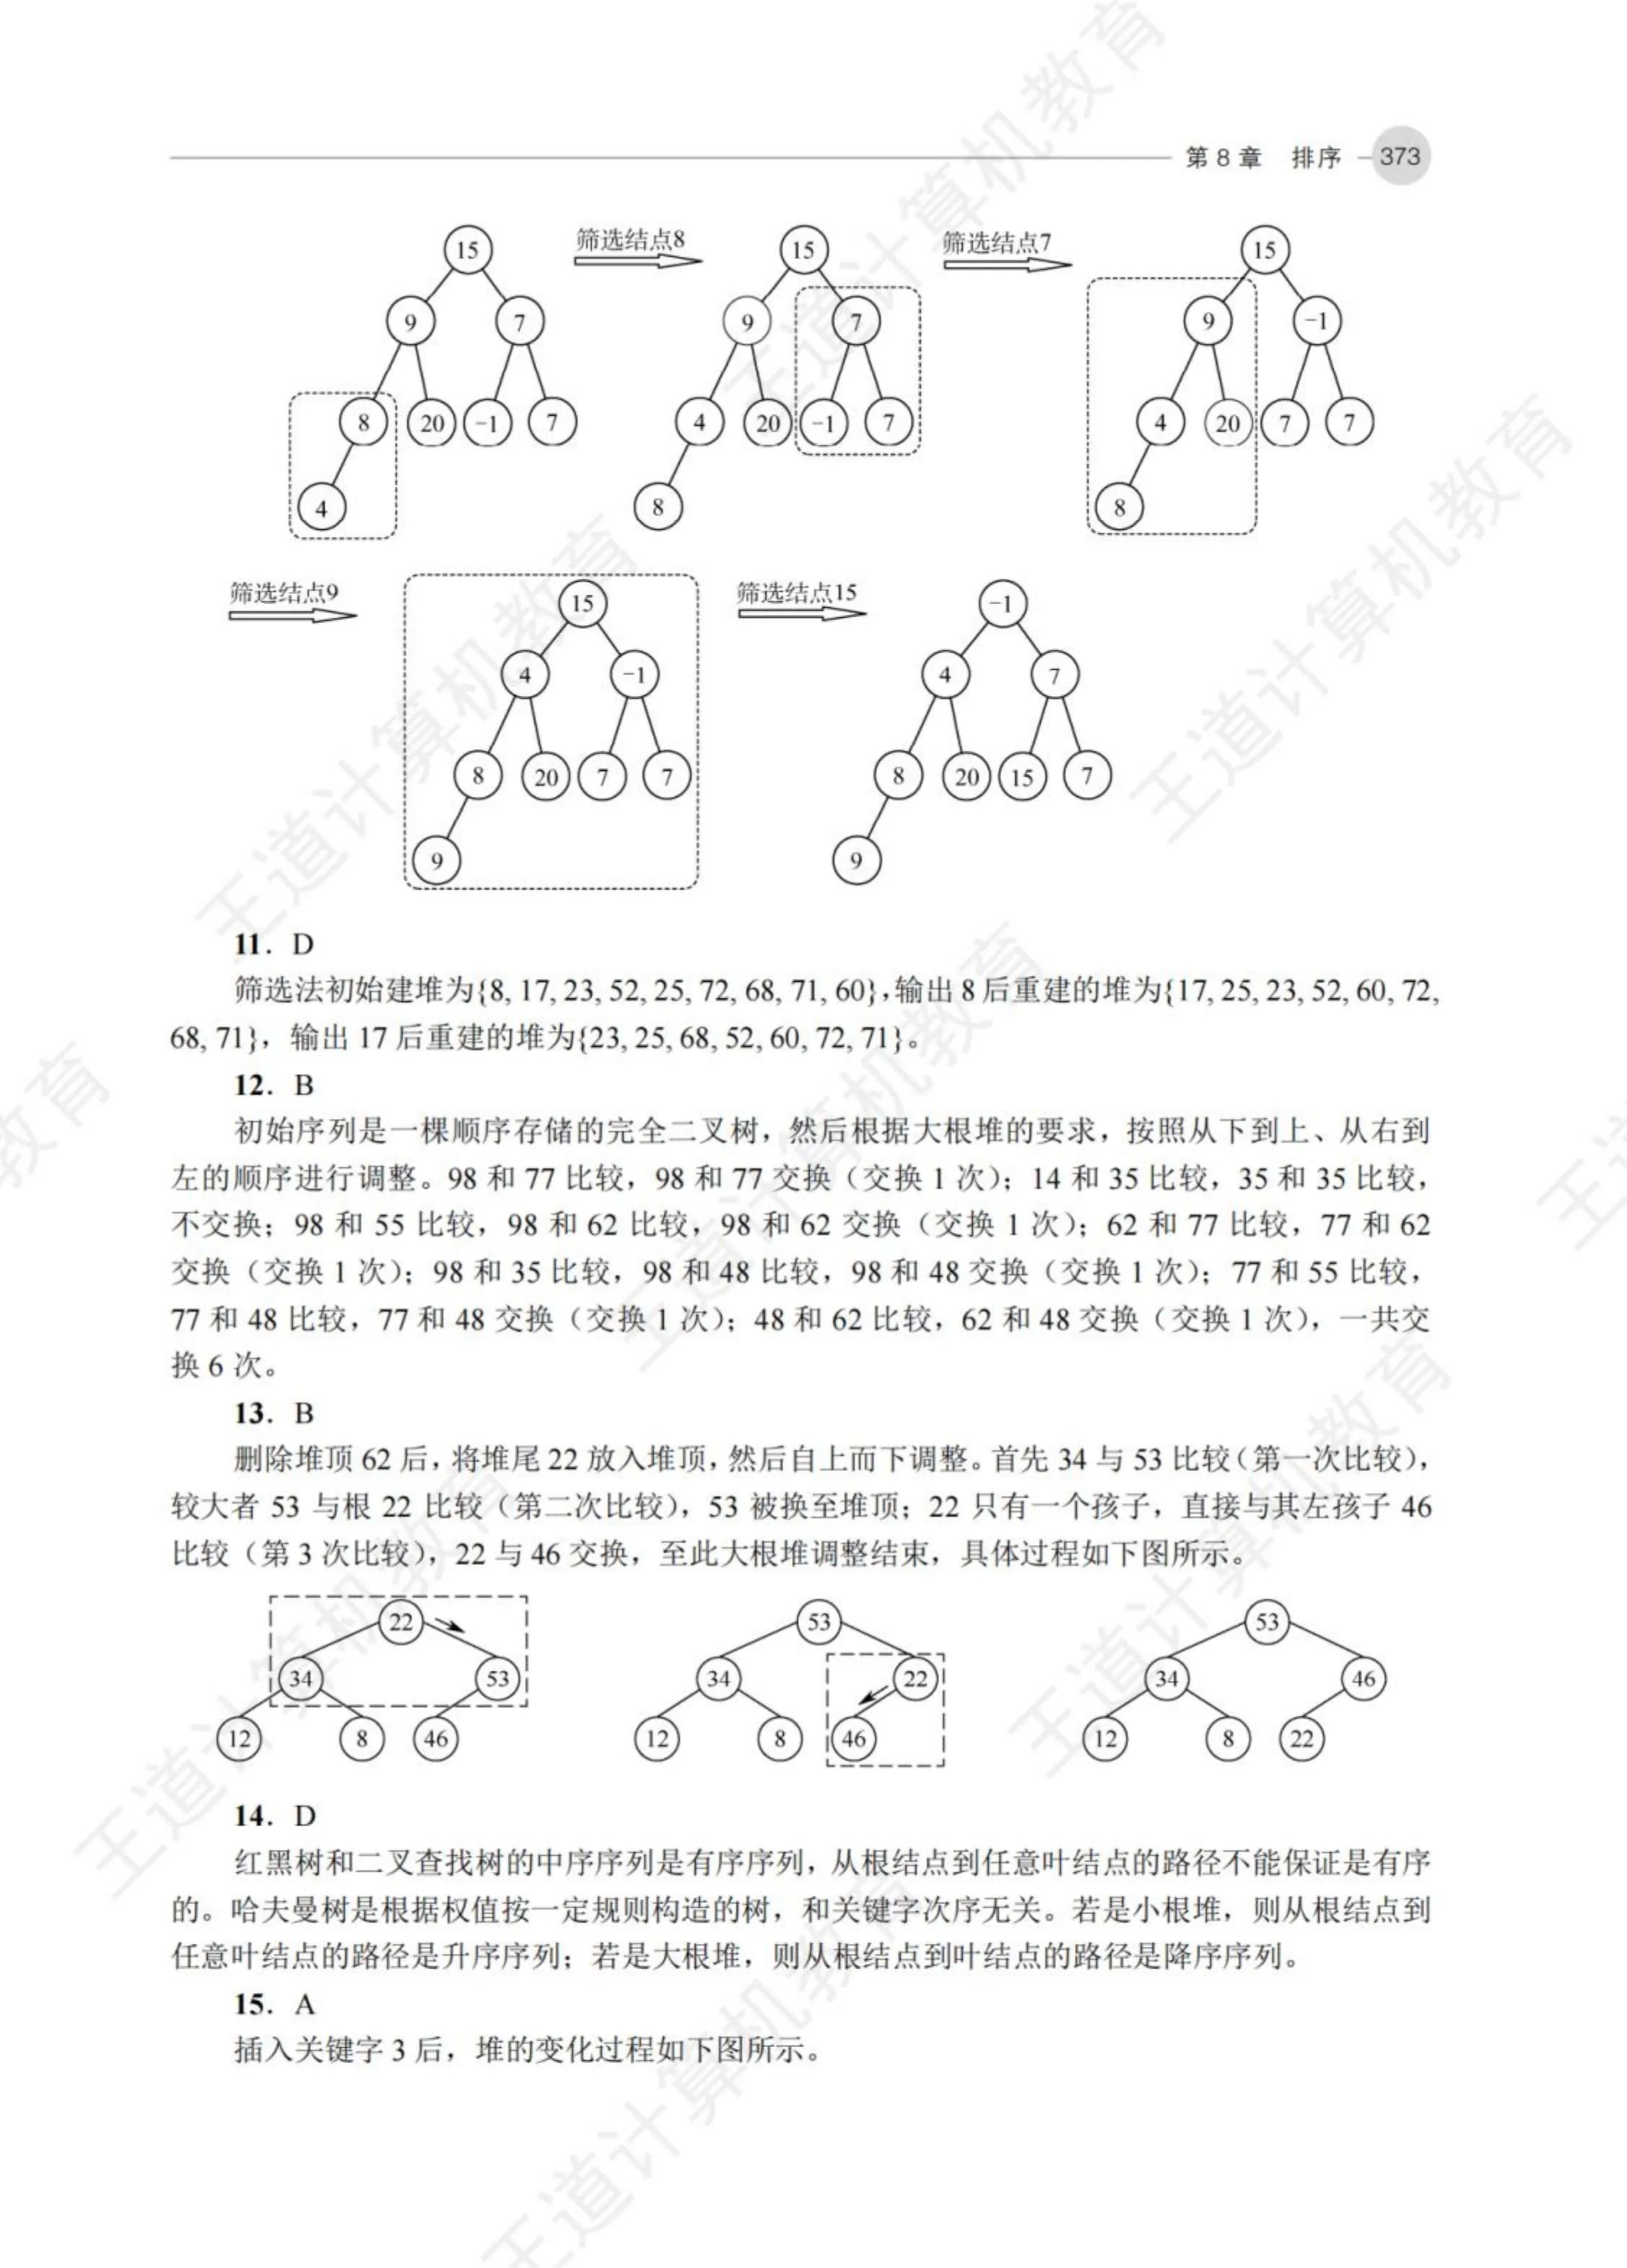 第 8 章 排序 373
筛选结点8
筛选结点7
15 15 15
9 7 9 7 9 −1
8 20 −1 7 4 20 −1 7 4 20 7 7
4 8 8
筛选结点9
筛选结点15
15 −1
4 −1 4 7
8 20 7 7 8 20 15 7
9 9
11. D
筛选法初始建堆为{8, 17, 23, 52, 25, 72, 68, 71, 60},输出 8 后重建的堆为{17, 25, 23, 52, 60, 72,
68, 71}，输出 17 后重建的堆为{23, 25, 68, 52, 60, 72, 71}。
12. B
初始序列是一棵顺序存储的完全二叉树，然后根据大根堆的要求，按照从下到上、从右到
左的顺序进行调整。98 和 77 比较，98 和 77 交换（交换 1 次）；14 和 35 比较，35 和 35 比较，
不交换；98 和 55 比较，98 和 62 比较，98 和 62 交换（交换 1 次）；62 和 77 比较，77 和 62
交换（交换 1 次）；98 和 35 比较，98 和 48 比较，98 和 48 交换（交换 1 次）；77 和 55 比较，
77 和 48 比较，77 和 48 交换（交换 1 次）；48 和 62 比较，62 和 48 交换（交换 1 次），一共交
换 6 次。
13. B
删除堆顶 62 后，将堆尾 22 放入堆顶，然后自上而下调整。首先 34 与 53 比较（第一次比较），
较大者 53 与根 22 比较（第二次比较），53 被换至堆顶；22 只有一个孩子，直接与其左孩子 46
比较（第 3 次比较），22 与 46 交换，至此大根堆调整结束，具体过程如下图所示。
22 53 53
34 53 34 22 34 46
12 8 46 12 8 46 12 8 22
14. D
红黑树和二叉查找树的中序序列是有序序列，从根结点到任意叶结点的路径不能保证是有序
的。哈夫曼树是根据权值按一定规则构造的树，和关键字次序无关。若是小根堆，则从根结点到
任意叶结点的路径是升序序列；若是大根堆，则从根结点到叶结点的路径是降序序列。
15. A
插入关键字 3 后，堆的变化过程如下图所示。
王道计算机教育